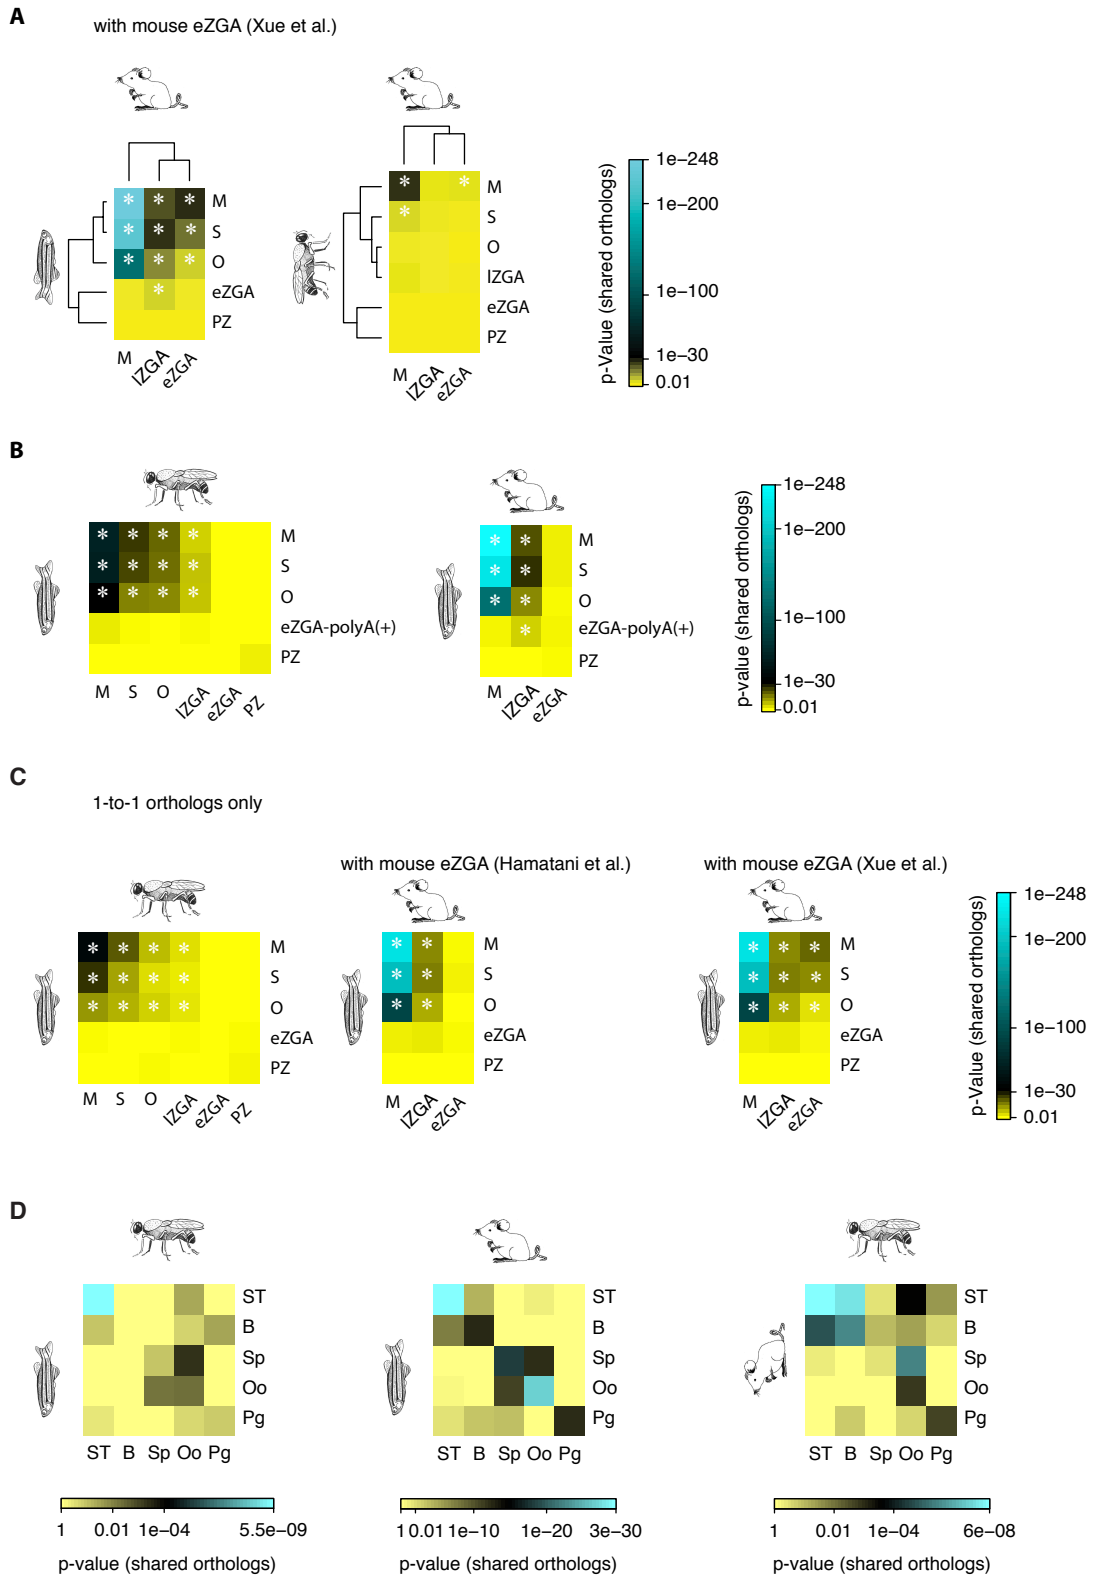 A
with mouse eZGA (Xue et al.)
M
S
O
eZGA
PZ
M
lZGA
eZGA
M
S
O
lZGA
eZGA
PZ
M
lZGA
eZGA
p-Value (shared orthologs)
1e−248
1e−200
1e−100
1e−30
0.01
B
M
S
O
eZGA-polyA(+)
PZ
M S O lZGA eZGA PZ
M
S
O
eZGA-polyA(+)
PZ
M lZGA eZGA
p-value (shared orthologs)
1e−248
1e−200
1e−100
1e−30
0.01
C
1-to-1 orthologs only
M
S
O
eZGA
PZ
M S O lZGA eZGA PZ
with mouse eZGA (Hamatani et al.)
M
S
O
eZGA
PZ
M lZGA eZGA
with mouse eZGA (Xue et al.)
M
S
O
eZGA
PZ
M lZGA eZGA
p-Value (shared orthologs)
1e−248
1e−200
1e−100
1e−30
0.01
D
ST
B
Sp
Oo
Pg
ST B Sp Oo Pg
1 0.01 1e−04 5.5e−09
p-value (shared orthologs)
ST
B
Sp
Oo
Pg
ST B Sp Oo Pg
1 0.01 1e−10 1e−20 3e−30
p-value (shared orthologs)
ST
B
Sp
Oo
Pg
ST B Sp Oo Pg
1 0.01 1e−04 6e−08
p-value (shared orthologs)